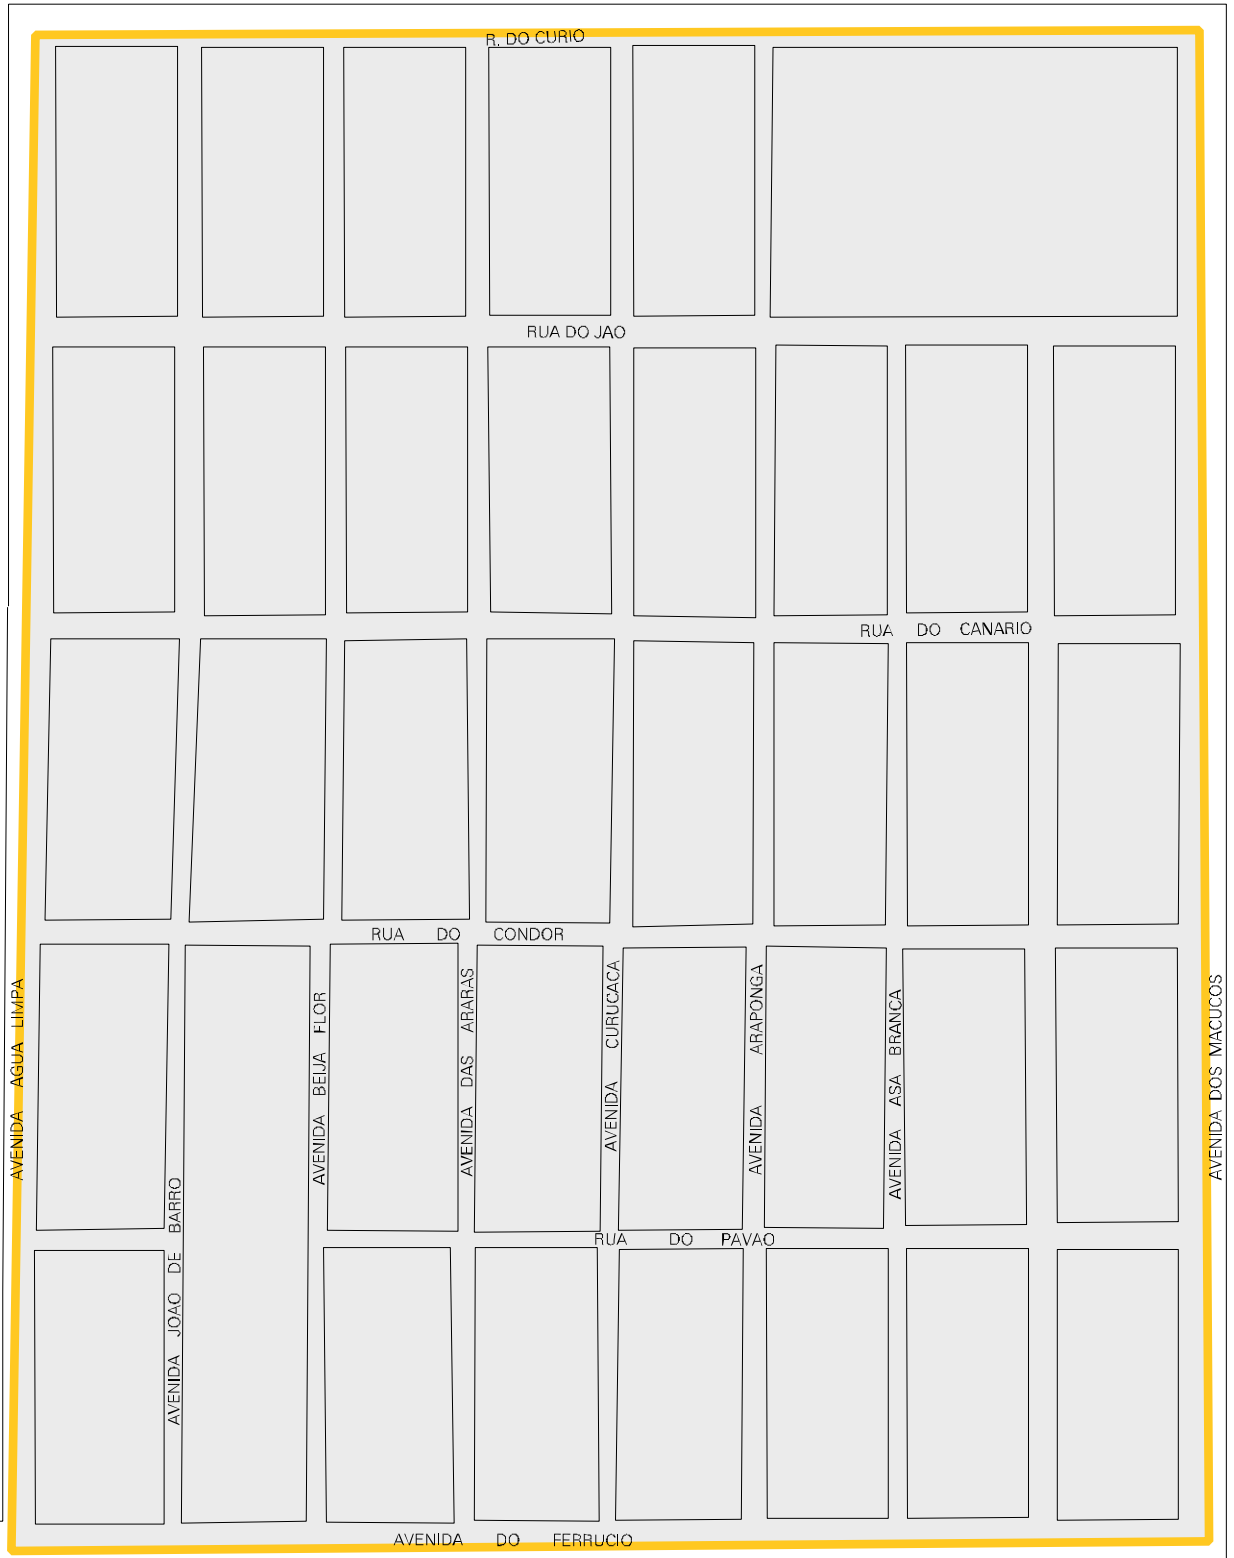 R. DO CURIO
RUA DO JAO
RUA DO CANARIO
RUA DO CONDOR
AVENIDA AGUA LIMPA
AVENIDA JOAO DE BARRO
AVENIDA BEIJA FLOR
AVENIDA DAS ARARAS
AVENIDA CURUCACA
AVENIDA ARAPONGA
AVENIDA ASA BRANCA
AVENIDA DOS MACUCOS
RUA DO PAVAO
AVENIDA DO FERRUCIO